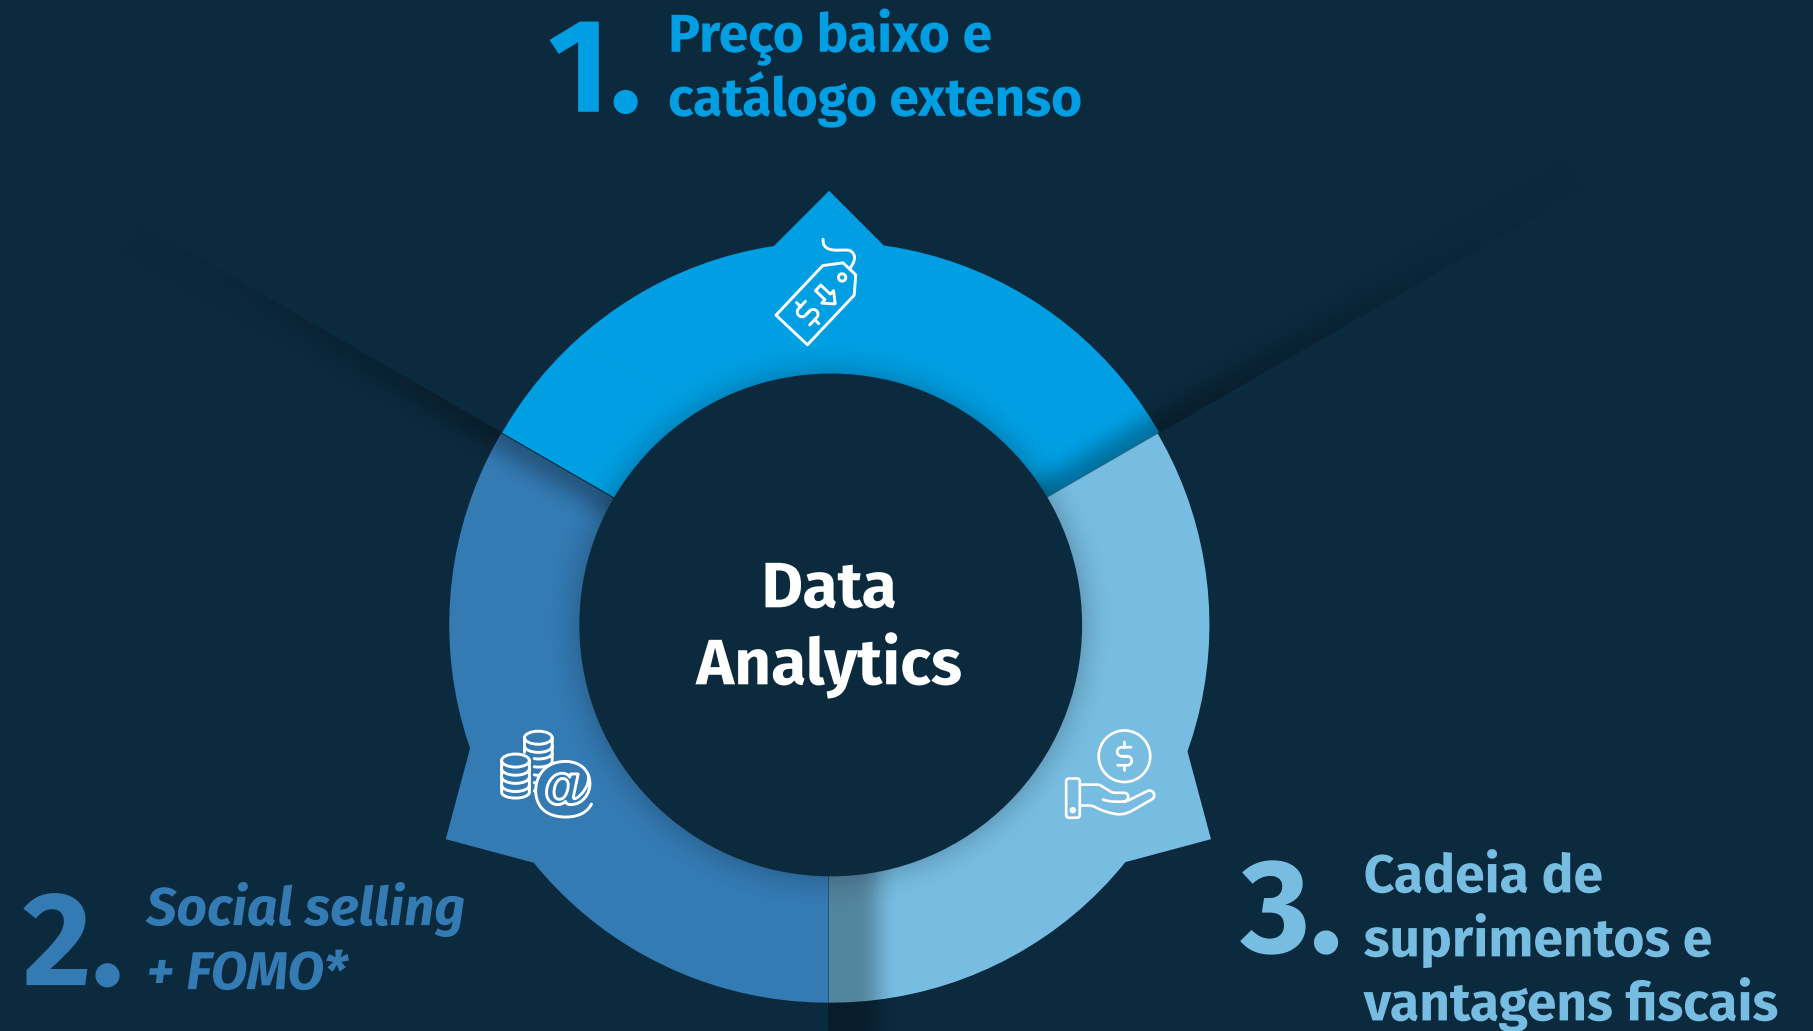 1. Preço baixo e
catálogo extenso
Data
Analytics
2. Social selling
+ FOMO*
3. Cadeia de
suprimentos e
vantagens fiscais